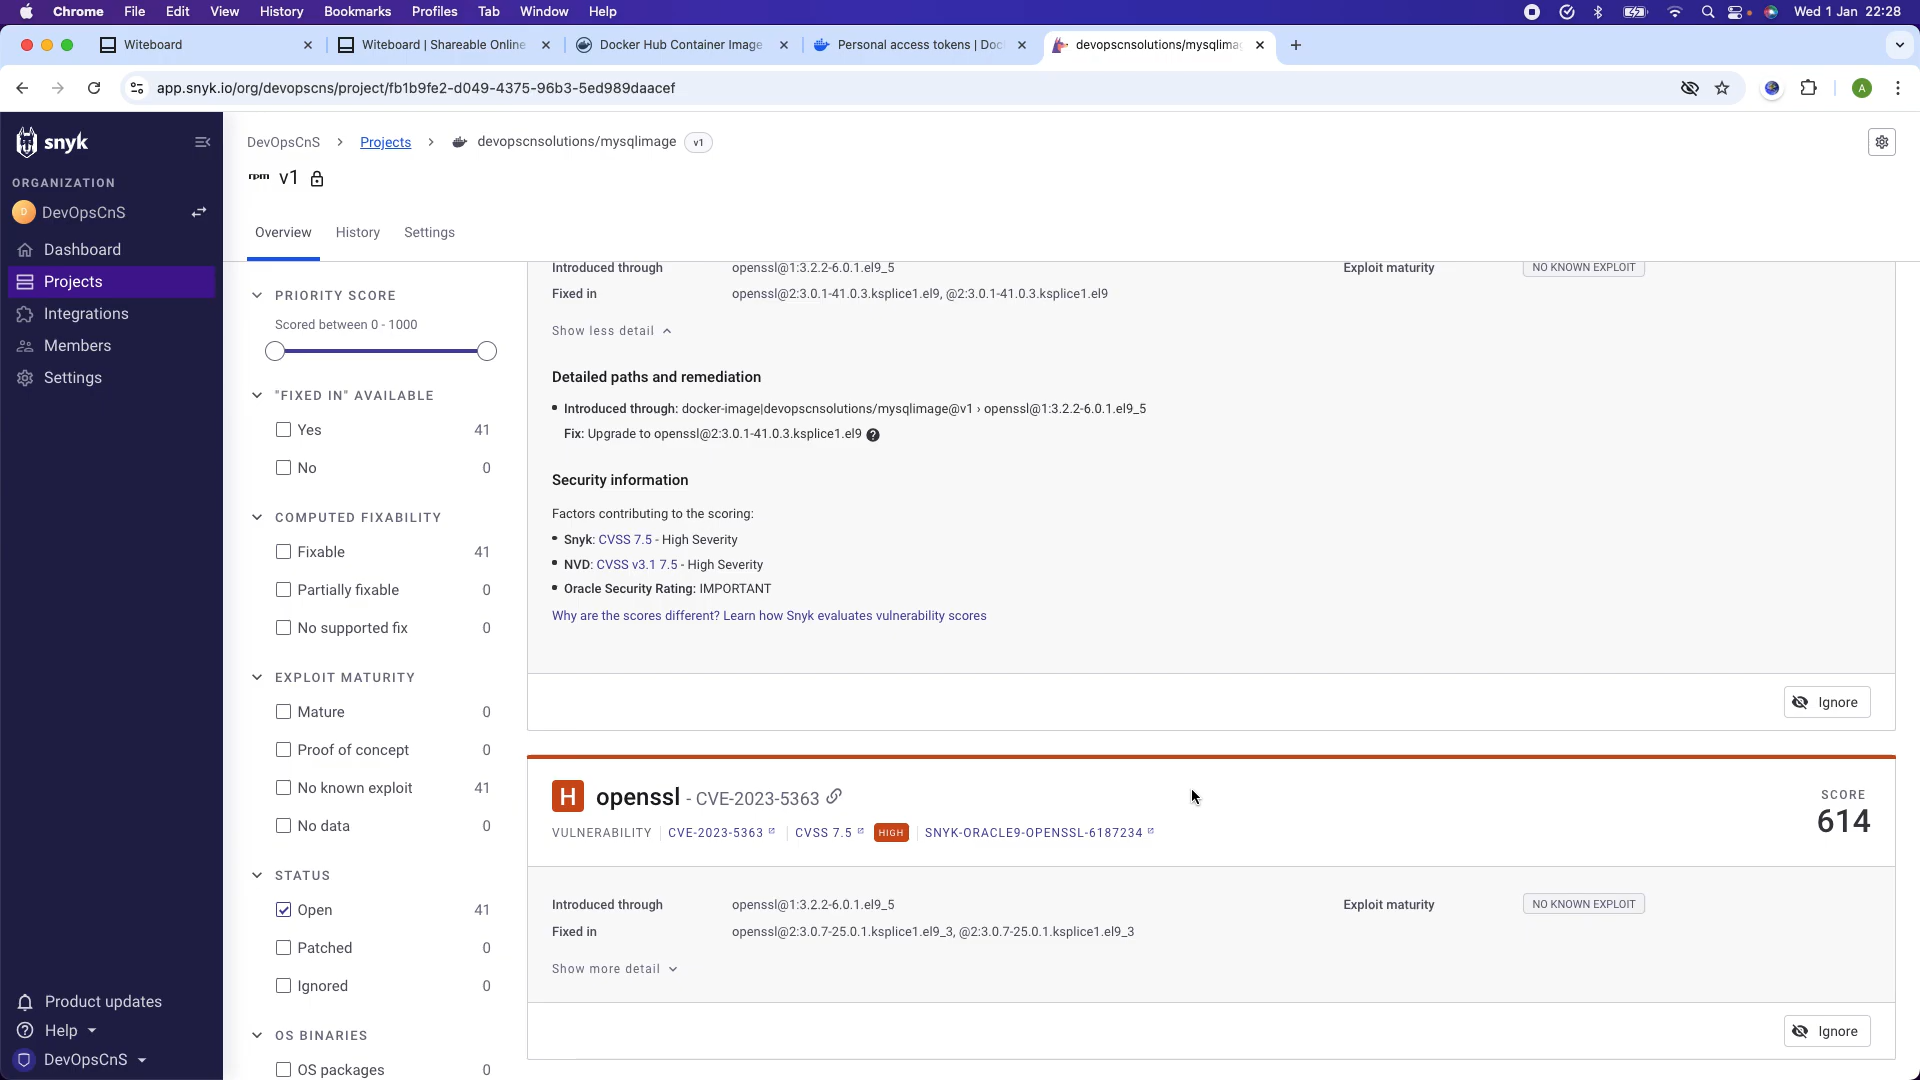 Chrome File Edit View History Bookmarks Profiles Tab Window Help Wed 1 Jan 22:28
Witeboard Witeboard | Shareable Online Docker Hub Container Image Personal access tokens | Doc devopscnsolutions/mysqlima
app.snyk.io/org/devopscns/project/fb1b9fe2-d049-4375-96b3-5ed989daacef A
snyk
ORGANIZATION
D DevOpsCnS
Dashboard
Projects
Integrations
Members
Settings
Product updates
Help
DevOpsCnS
DevOpsCnS > Projects > devopscnsolutions/mysqlimage v1
rpm v1
Overview History Settings
PRIORITY SCORE
Scored between 0 - 1000
"FIXED IN" AVAILABLE
Yes 41
No 0
COMPUTED FIXABILITY
Fixable 41
Partially fixable 0
No supported fix 0
EXPLOIT MATURITY
Mature 0
Proof of concept 0
No known exploit 41
No data 0
STATUS
Open 41
Patched 0
Ignored 0
OS BINARIES
OS packages 0
Introduced through openssl@1:3.2.2-6.0.1.el9_5 Exploit maturity NO KNOWN EXPLOIT
Fixed in openssl@2:3.0.1-41.0.3.ksplice1.el9, @2:3.0.1-41.0.3.ksplice1.el9
Show less detail
Detailed paths and remediation
• Introduced through: docker-image|devopscnsolutions/mysqlimage@v1 › openssl@1:3.2.2-6.0.1.el9_5
Fix: Upgrade to openssl@2:3.0.1-41.0.3.ksplice1.el9 ?
Security information
Factors contributing to the scoring:
• Snyk: CVSS 7.5 - High Severity
• NVD: CVSS v3.1 7.5 - High Severity
• Oracle Security Rating: IMPORTANT
Why are the scores different? Learn how Snyk evaluates vulnerability scores
Ignore
H openssl - CVE-2023-5363
SCORE
614
VULNERABILITY | CVE-2023-5363 | CVSS 7.5 HIGH | SNYK-ORACLE9-OPENSSL-6187234
Introduced through openssl@1:3.2.2-6.0.1.el9_5 Exploit maturity NO KNOWN EXPLOIT
Fixed in openssl@2:3.0.7-25.0.1.ksplice1.el9_3, @2:3.0.7-25.0.1.ksplice1.el9_3
Show more detail
Ignore